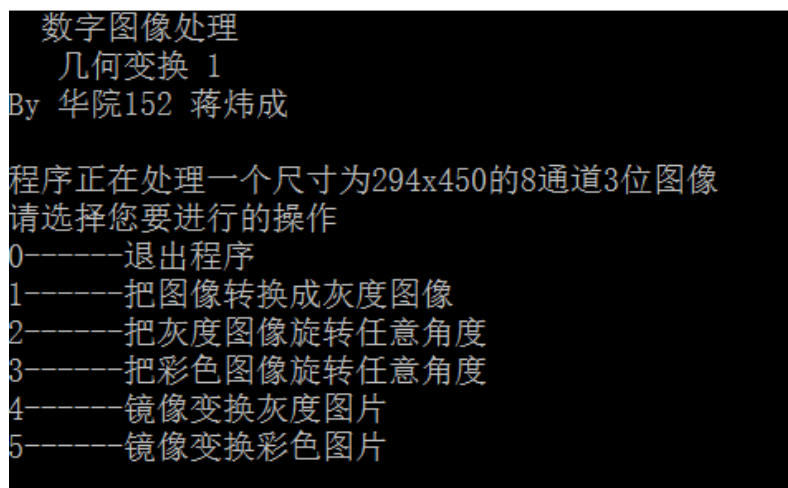 数字图像处理
几何变换 1
By 华院152 蒋炜成
程序正在处理一个尺寸为294x450的8通道3位图像
请选择您要进行的操作
0------退出程序
1------把图像转换成灰度图像
2------把灰度图像旋转任意角度
3------把彩色图像旋转任意角度
4------镜像变换灰度图片
5------镜像变换彩色图片